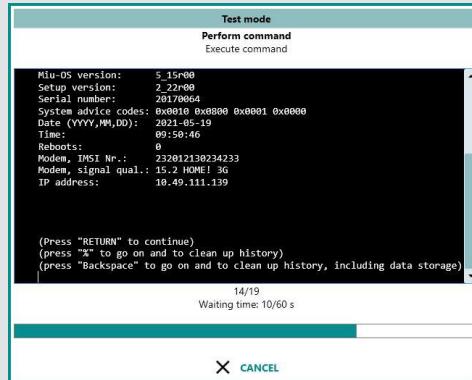 Test mode
Perform command
Execute command
Miu-OS version: 5_15r00
Setup version: 2_22r00
Serial number: 20170064
System advice codes: 0x0010 0x0800 0x0001 0x0000
Date (YYYY,MM,DD): 2021-05-19
Time: 09:50:46
Reboots: 0
Modem, IMSI Nr.: 232012130234233
Modem, signal qual.: 15.2 HOME! 3G
IP address: 10.49.111.139
(Press "RETURN" to continue)
(press "%" to go on and to clean up history)
(press "Backspace" to go on and to clean up history, including data storage)
14/19
Waiting time: 10/60 s
CANCEL